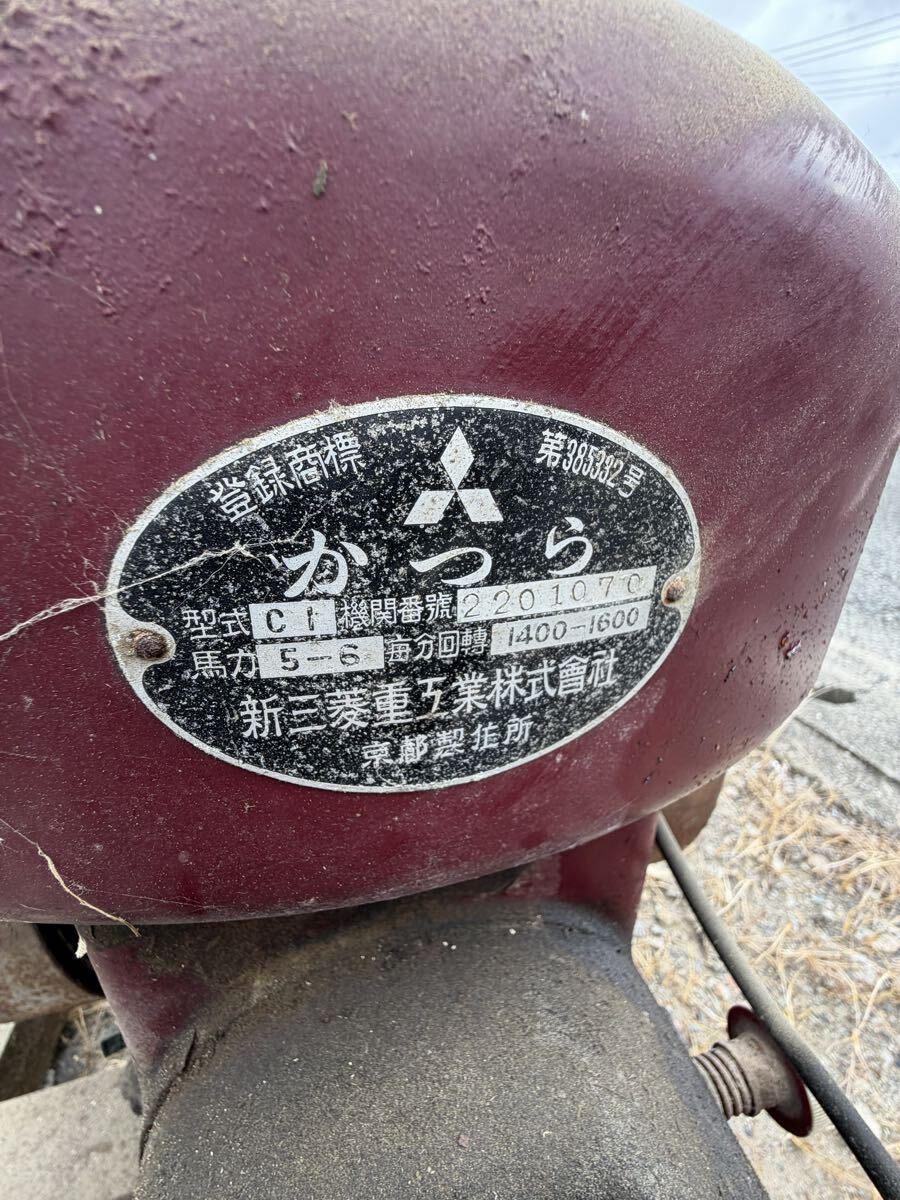 登録商標 第385332号
かつら
型式 C1 機関番號 2201070
馬力 5-6 毎分回轉 1400-1600
新三菱重工業株式會社
京都製作所